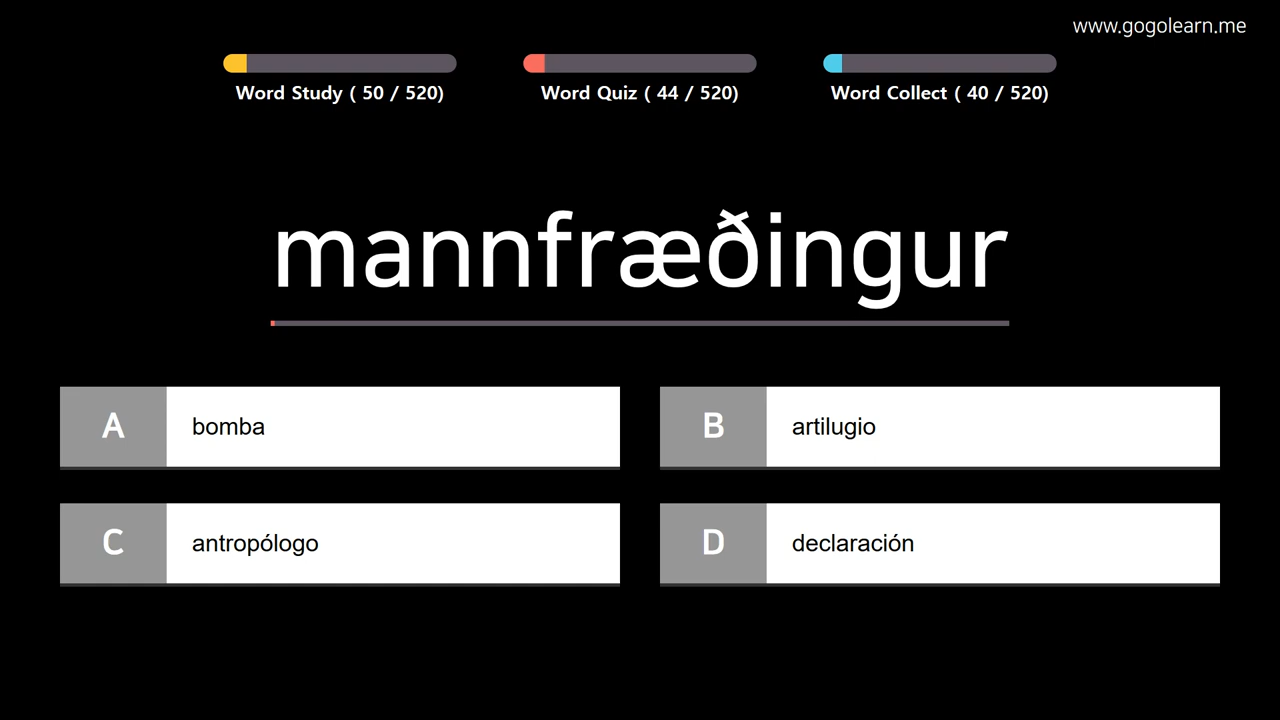 www.gogolearn.me
Word Study ( 50 / 520)
Word Quiz ( 44 / 520)
Word Collect ( 40 / 520)
mannfræðingur
A bomba
B artilugio
C antropólogo
D declaración